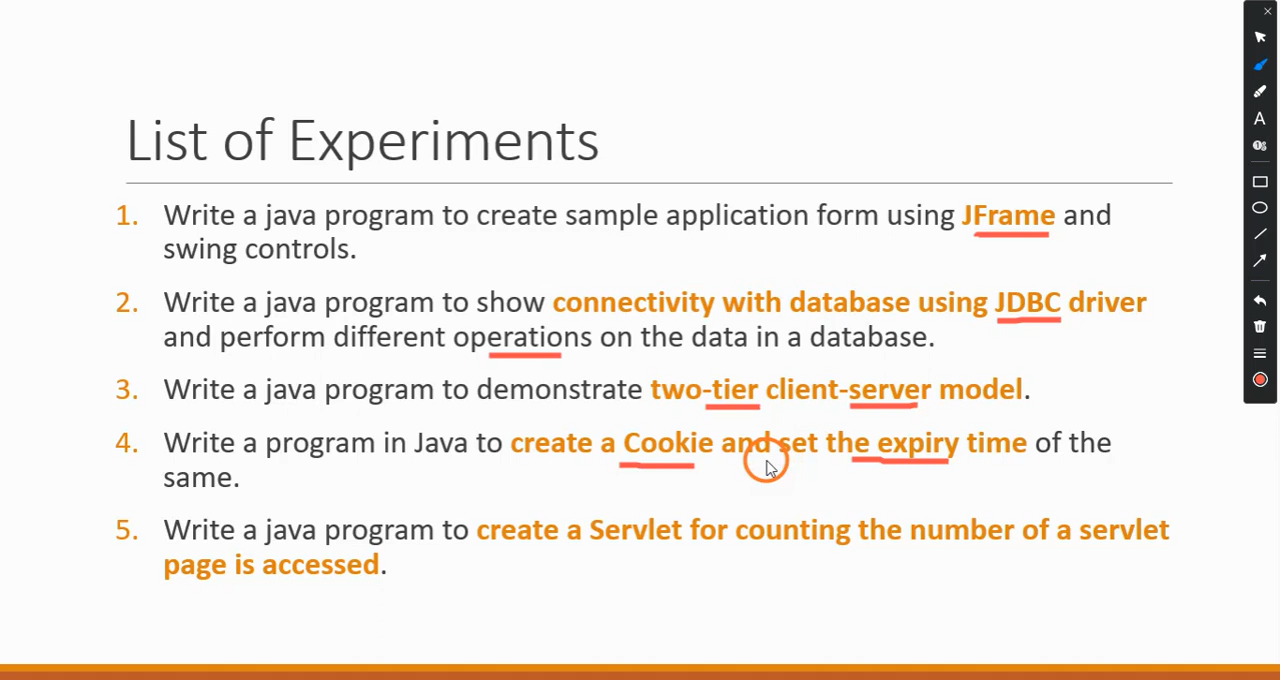 List of Experiments
1. Write a java program to create sample application form using JFrame and
swing controls.
2. Write a java program to show connectivity with database using JDBC driver
and perform different operations on the data in a database.
3. Write a java program to demonstrate two-tier client-server model.
4. Write a program in Java to create a Cookie and set the expiry time of the
same.
5. Write a java program to create a Servlet for counting the number of a servlet
page is accessed.
A